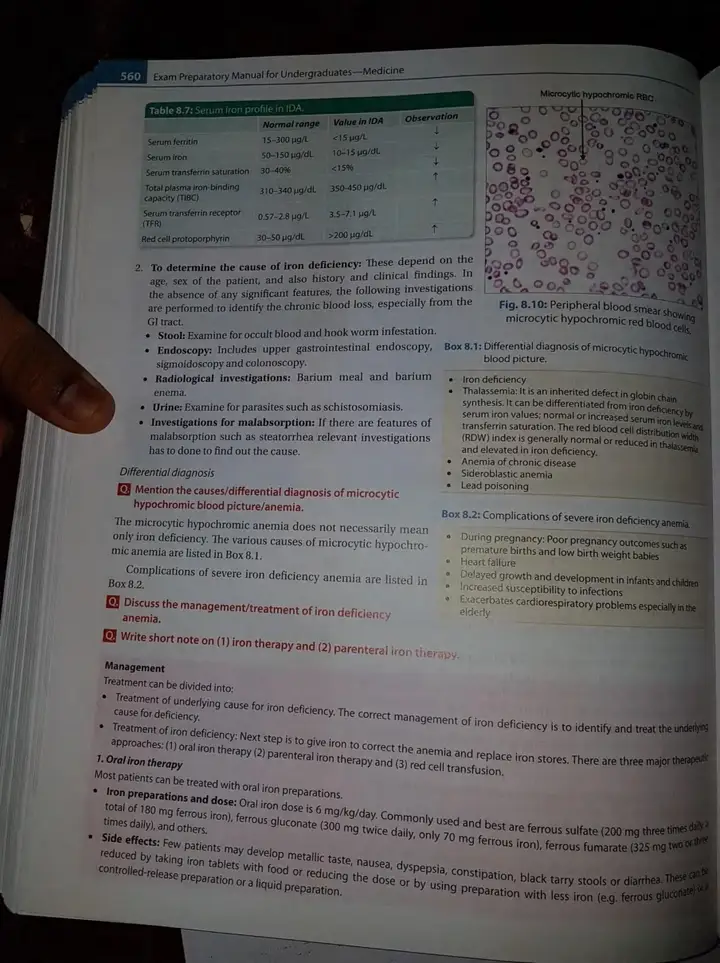 560 Exam Preparatory Manual for Undergraduates—Medicine
Table 8.7: Serum iron profile in IDA.
Normal range Value in IDA Observation
Serum ferritin 15–300 µg/L <15 µg/L ↓
Serum iron 50–150 µg/dL 10–15 µg/dL ↓
Serum transferrin saturation 30–40% <15% ↓
Total plasma iron-binding capacity (TIBC) 310–340 µg/dL 350-450 µg/dL ↑
Serum transferrin receptor (TFR) 0.57–2.8 µg/L 3.5–7.1 µg/L ↑
Red cell protoporphyrin 30–50 µg/dL >200 µg/dL ↑
Microcytic hypochromic RBC
Fig. 8.10: Peripheral blood smear showing
microcytic hypochromic red blood cells.
2. To determine the cause of iron deficiency: These depend on the
age, sex of the patient, and also history and clinical findings. In
the absence of any significant features, the following investigations
are performed to identify the chronic blood loss, especially from the
GI tract.
• Stool: Examine for occult blood and hook worm infestation.
• Endoscopy: Includes upper gastrointestinal endoscopy,
sigmoidoscopy and colonoscopy.
• Radiological investigations: Barium meal and barium
enema.
• Urine: Examine for parasites such as schistosomiasis.
• Investigations for malabsorption: If there are features of
malabsorption such as steatorrhea relevant investigations
has to done to find out the cause.
Differential diagnosis
Q. Mention the causes/differential diagnosis of microcytic
hypochromic blood picture/anemia.
The microcytic hypochromic anemia does not necessarily mean
only iron deficiency. The various causes of microcytic hypochro-
mic anemia are listed in Box 8.1.
Complications of severe iron deficiency anemia are listed in
Box 8.2.
Q. Discuss the management/treatment of iron deficiency
anemia.
Q. Write short note on (1) iron therapy and (2) parenteral iron therapy.
Box 8.1: Differential diagnosis of microcytic hypochromic
blood picture.
• Iron deficiency
• Thalassemia: It is an inherited defect in globin chain
synthesis. It can be differentiated from iron deficiency by
serum iron values; normal or increased serum iron levels and
transferrin saturation. The red blood cell distribution width
(RDW) index is generally normal or reduced in thalassemia
and elevated in iron deficiency.
• Anemia of chronic disease
• Sideroblastic anemia
• Lead poisoning
Box 8.2: Complications of severe iron deficiency anemia
• During pregnancy: Poor pregnancy outcomes such as
premature births and low birth weight babies
• Heart failure
• Delayed growth and development in infants and children
• Increased susceptibility to infections
• Exacerbates cardiorespiratory problems especially in the
elderly
Management
Treatment can be divided into:
• Treatment of underlying cause for iron deficiency. The correct management of iron deficiency is to identify and treat the underlying
cause for deficiency.
• Treatment of iron deficiency: Next step is to give iron to correct the anemia and replace iron stores. There are three major therapeutic
approaches: (1) oral iron therapy (2) parenteral iron therapy and (3) red cell transfusion.
1. Oral iron therapy
Most patients can be treated with oral iron preparations.
• Iron preparations and dose: Oral iron dose is 6 mg/kg/day. Commonly used and best are ferrous sulfate (200 mg three times daily a
total of 180 mg ferrous iron), ferrous gluconate (300 mg twice daily, only 70 mg ferrous iron), ferrous fumarate (325 mg two or three
times daily), and others.
• Side effects: Few patients may develop metallic taste, nausea, dyspepsia, constipation, black tarry stools or diarrhea. These can be
reduced by taking iron tablets with food or reducing the dose or by using preparation with less iron (e.g. ferrous gluconate) or a
controlled-release preparation or a liquid preparation.